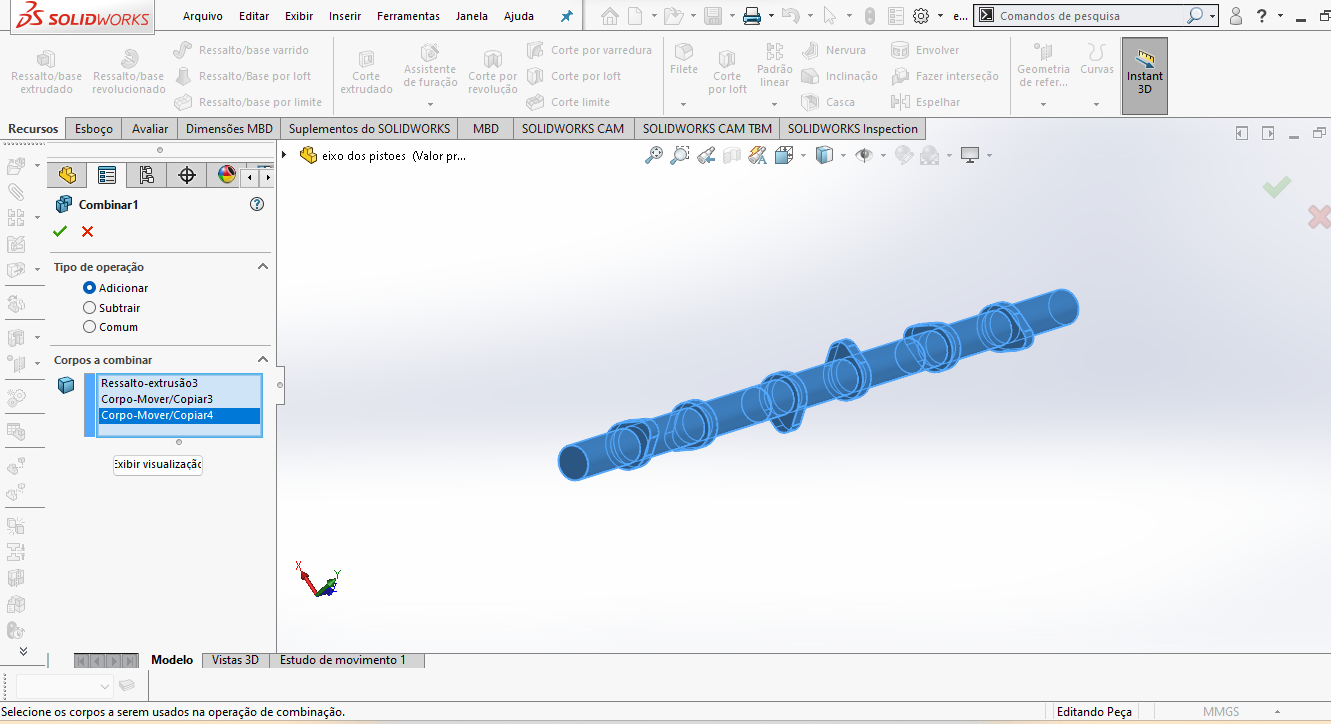 SOLIDWORKS
Arquivo Editar Exibir Inserir Ferramentas Janela Ajuda
e...
Comandos de pesquisa
?
Ressalto/base extrudado
Ressalto/base revolucionado
Ressalto/base varrido
Ressalto/Base por loft
Ressalto/base por limite
Corte extrudado
Assistente de furação
Corte por revolução
Corte por varredura
Corte por loft
Corte limite
Filete
Corte por loft
Padrão linear
Nervura
Inclinação
Casca
Envolver
Fazer interseção
Espelhar
Geometria de refer...
Curvas
Instant 3D
Recursos Esboço Avaliar Dimensões MBD Suplementos do SOLIDWORKS MBD SOLIDWORKS CAM SOLIDWORKS CAM TBM SOLIDWORKS Inspection
eixo dos pistoes (Valor pr...
Combinar1
?
Tipo de operação
Adicionar
Subtrair
Comum
Corpos a combinar
Ressalto-extrusão3
Corpo-Mover/Copiar3
Corpo-Mover/Copiar4
Exibir visualizaçã
X
Y
Z
Modelo Vistas 3D Estudo de movimento 1
Selecione os corpos a serem usados na operação de combinação.
Editando Peça
MMGS